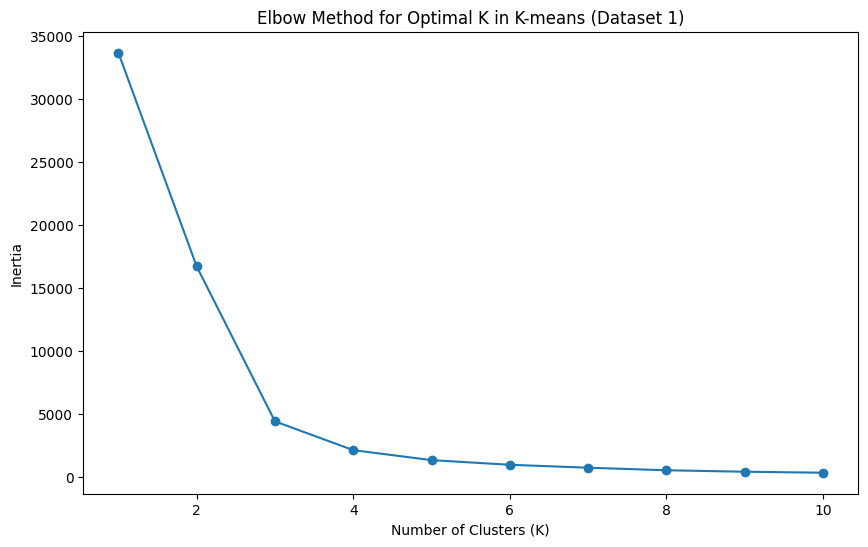 Elbow Method for Optimal K in K-means (Dataset 1)
35000
30000
25000
20000
15000
10000
5000
0
Inertia
2 4 6 8 10
Number of Clusters (K)